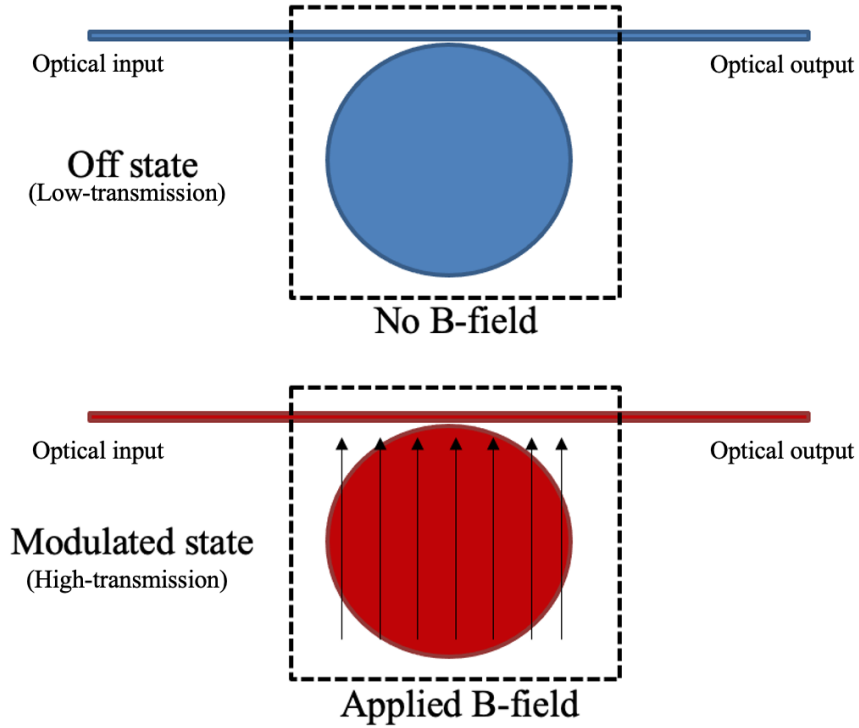 Optical input
Optical output
Off state
(Low-transmission)
No B-field
Optical input
Optical output
Modulated state
(High-transmission)
Applied B-field